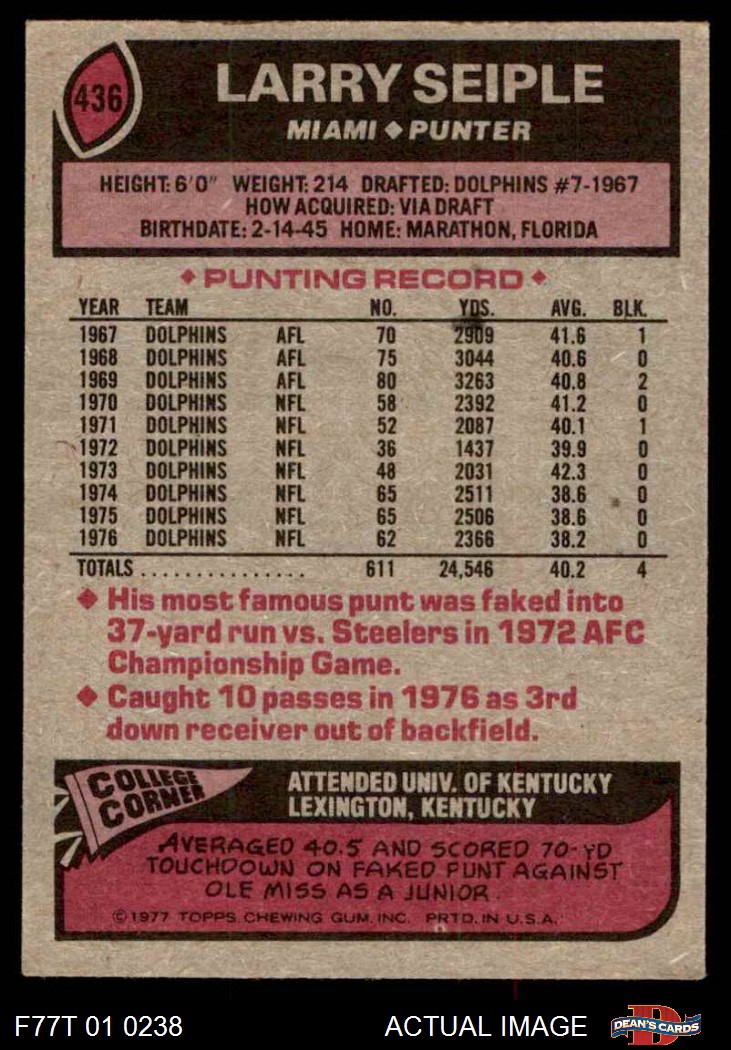 436
LARRY SEIPLE
MIAMI ◆ PUNTER
HEIGHT: 6'0" WEIGHT: 214 DRAFTED: DOLPHINS #7-1967
HOW ACQUIRED: VIA DRAFT
BIRTHDATE: 2-14-45 HOME: MARATHON, FLORIDA
◆ PUNTING RECORD ◆
YEAR TEAM NO. YDS. AVG. BLK.
1967 DOLPHINS AFL 70 2909 41.6 1
1968 DOLPHINS AFL 75 3044 40.6 0
1969 DOLPHINS AFL 80 3263 40.8 2
1970 DOLPHINS NFL 58 2392 41.2 0
1971 DOLPHINS NFL 52 2087 40.1 1
1972 DOLPHINS NFL 36 1437 39.9 0
1973 DOLPHINS NFL 48 2031 42.3 0
1974 DOLPHINS NFL 65 2511 38.6 0
1975 DOLPHINS NFL 65 2506 38.6 0
1976 DOLPHINS NFL 62 2366 38.2 0
TOTALS ............... 611 24,546 40.2 4
◆ His most famous punt was faked into
37-yard run vs. Steelers in 1972 AFC
Championship Game.
◆ Caught 10 passes in 1976 as 3rd
down receiver out of backfield.
COLLEGE
CORNER
ATTENDED UNIV. OF KENTUCKY
LEXINGTON, KENTUCKY
AVERAGED 40.5 AND SCORED 70-YD
TOUCHDOWN ON FAKED PUNT AGAINST
OLE MISS AS A JUNIOR.
©1977 TOPPS CHEWING GUM, INC. PRTD. IN U.S.A.
F77T 01 0238 ACTUAL IMAGE
D
DEAN'S CARDS